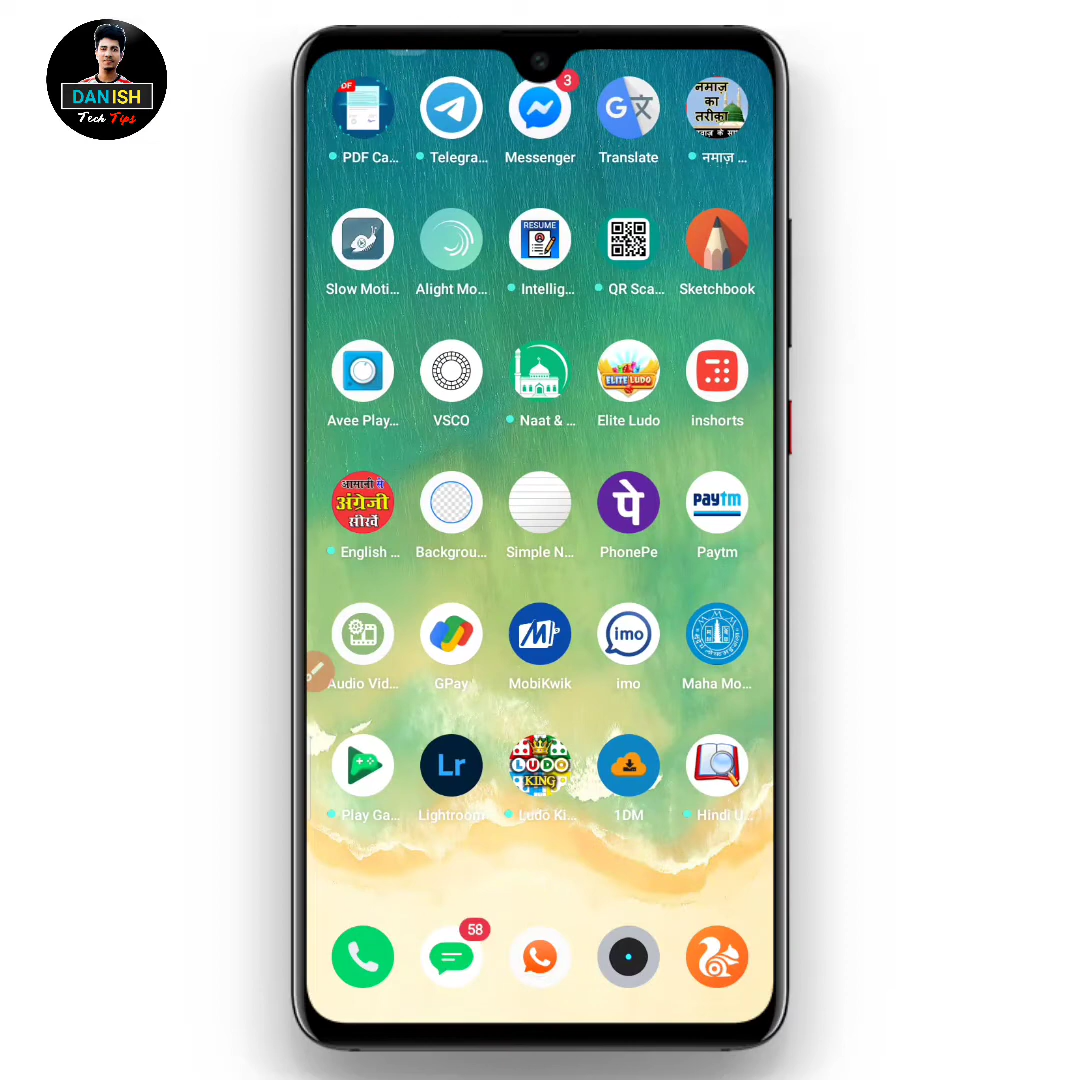 DANISH
Tech Tips
3
नमाज़
का
तरीक़ा
PDF Ca...
Telegra...
Messenger
Translate
नमाज़ ...
RESUME
Slow Moti...
Alight Mo...
Intellig...
QR Sca...
Sketchbook
ELITE LUDO
Avee Play...
VSCO
Naat & ...
Elite Ludo
inshorts
आसानी से
अंग्रेजी
सीखें
पे
paytm
English ...
Backgrou...
Simple N...
PhonePe
Paytm
imo
Audio Vid...
GPay
MobiKwik
imo
Maha Mo...
Lr
LUDO
KING
Play Ga...
Lightroom
Ludo Ki...
1DM
Hindi U...
58